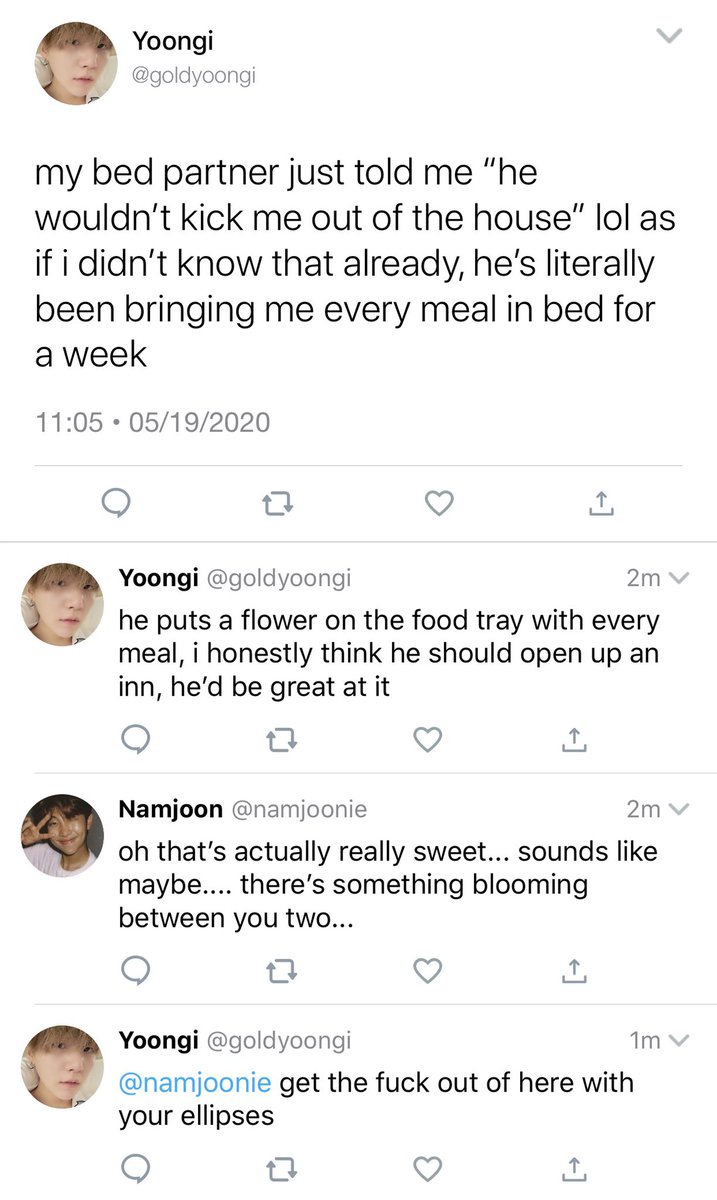 Yoongi
@goldyoongi
my bed partner just told me “he
wouldn’t kick me out of the house” lol as
if i didn’t know that already, he’s literally
been bringing me every meal in bed for
a week
11:05 • 05/19/2020
Yoongi @goldyoongi 2m
he puts a flower on the food tray with every
meal, i honestly think he should open up an
inn, he’d be great at it
Namjoon @namjoonie 2m
oh that’s actually really sweet... sounds like
maybe.... there’s something blooming
between you two...
Yoongi @goldyoongi 1m
@namjoonie get the fuck out of here with
your ellipses